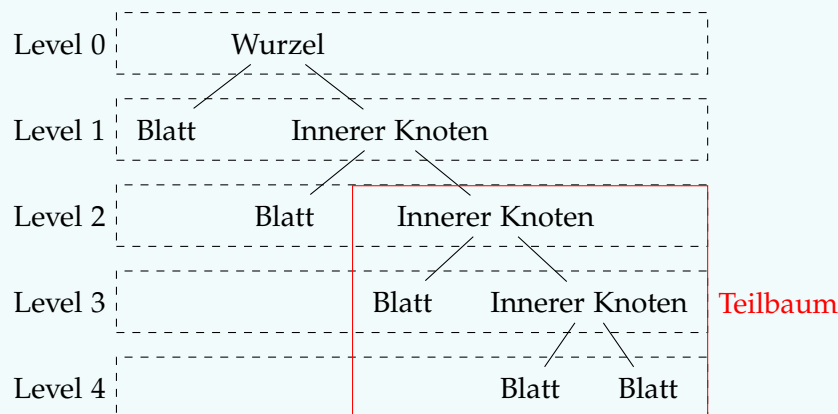 Level 0 Wurzel
Level 1 Blatt Innerer Knoten
Level 2 Blatt Innerer Knoten
Level 3 Blatt Innerer Knoten Teilbaum
Level 4 Blatt Blatt